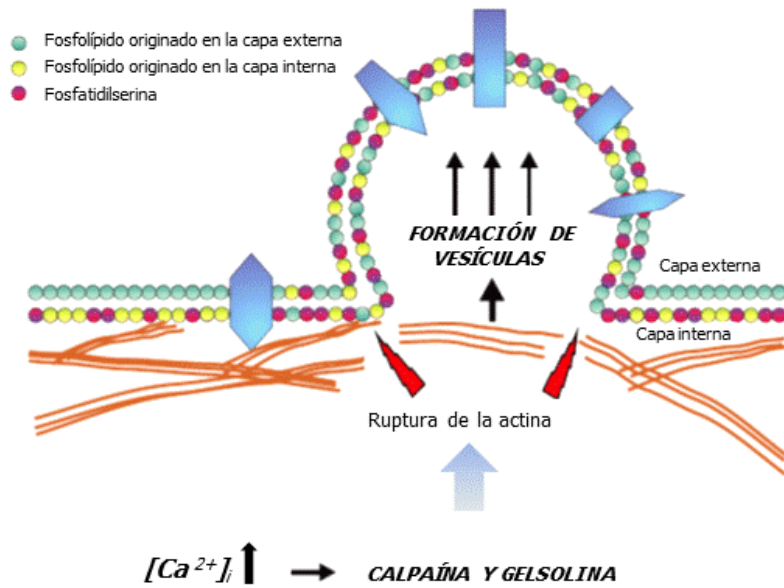 Fosfolípido originado en la capa externa
Fosfolípido originado en la capa interna
Fosfatidilserina
FORMACIÓN DE
VESÍCULAS
Capa externa
Capa interna
Ruptura de la actina
[Ca 2+]i → CALPAÍNA Y GELSOLINA